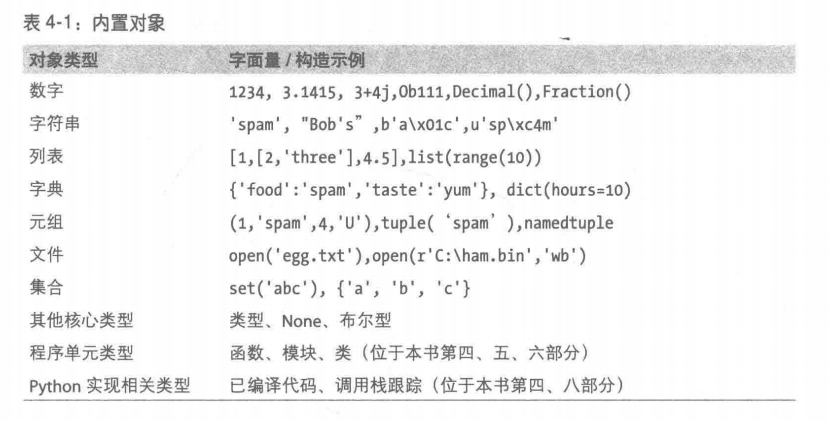 表 4-1：内置对象
对象类型 字面量 / 构造示例
数字 1234, 3.1415, 3+4j,0b111,Decimal(),Fraction()
字符串 'spam', "Bob's” ,b'a\x01c',u'sp\xc4m'
列表 [1,[2,'three'],4.5],list(range(10))
字典 {'food':'spam','taste':'yum'}, dict(hours=10)
元组 (1,'spam',4,'U'),tuple( ‘spam’ ),namedtuple
文件 open('egg.txt'),open(r'C:\ham.bin','wb')
集合 set('abc'), {'a', 'b', 'c'}
其他核心类型 类型、None、布尔型
程序单元类型 函数、模块、类（位于本书第四、五、六部分）
Python 实现相关类型 已编译代码、调用栈跟踪（位于本书第四、八部分）